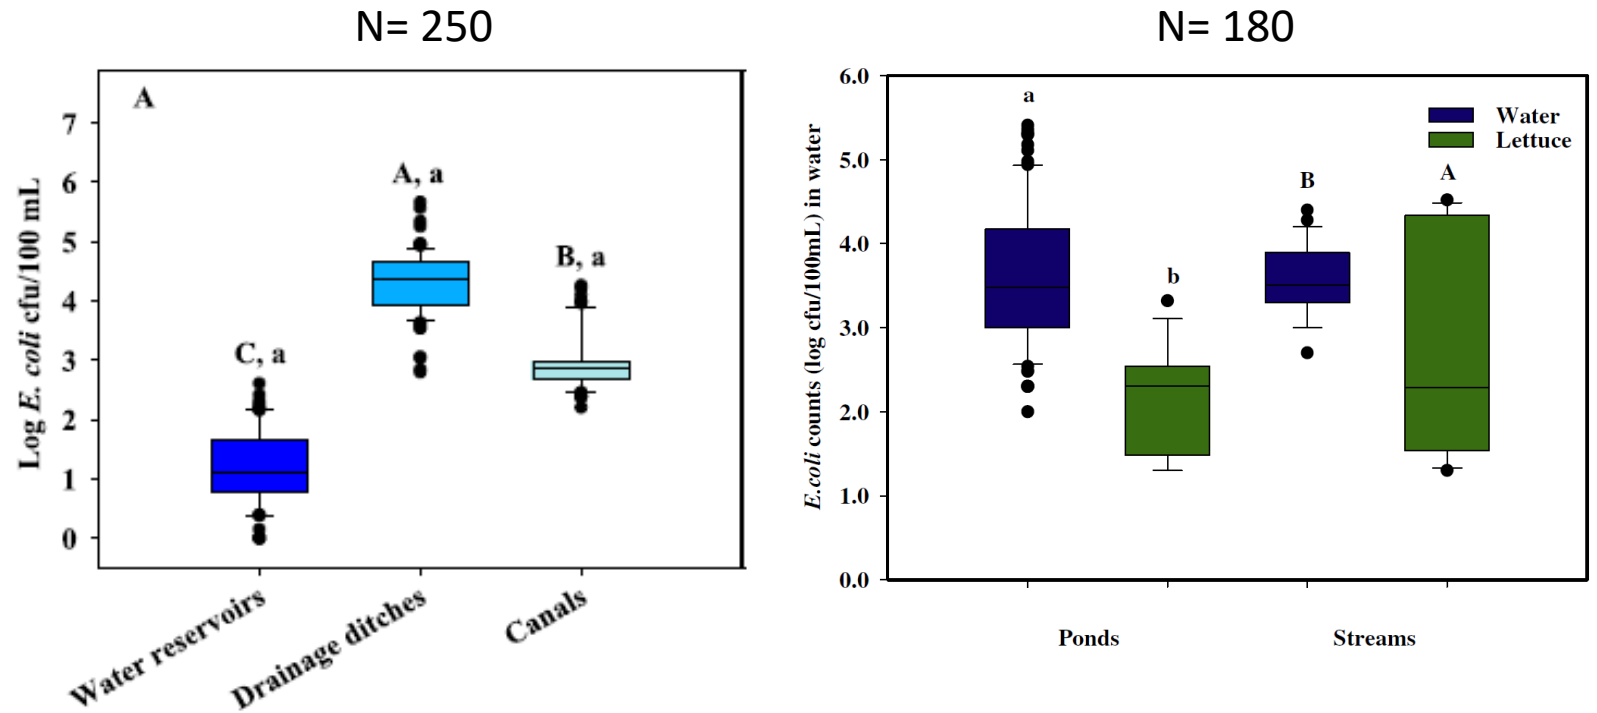 N= 250
A
Log E. coli cfu/100 mL
7
6
5
4
3
2
1
0
C, a
A, a
B, a
Water reservoirs
Drainage ditches
Canals
N= 180
E.coli counts (log cfu/100mL) in water
6.0
5.0
4.0
3.0
2.0
1.0
0.0
a
b
B
A
Water
Lettuce
Ponds
Streams